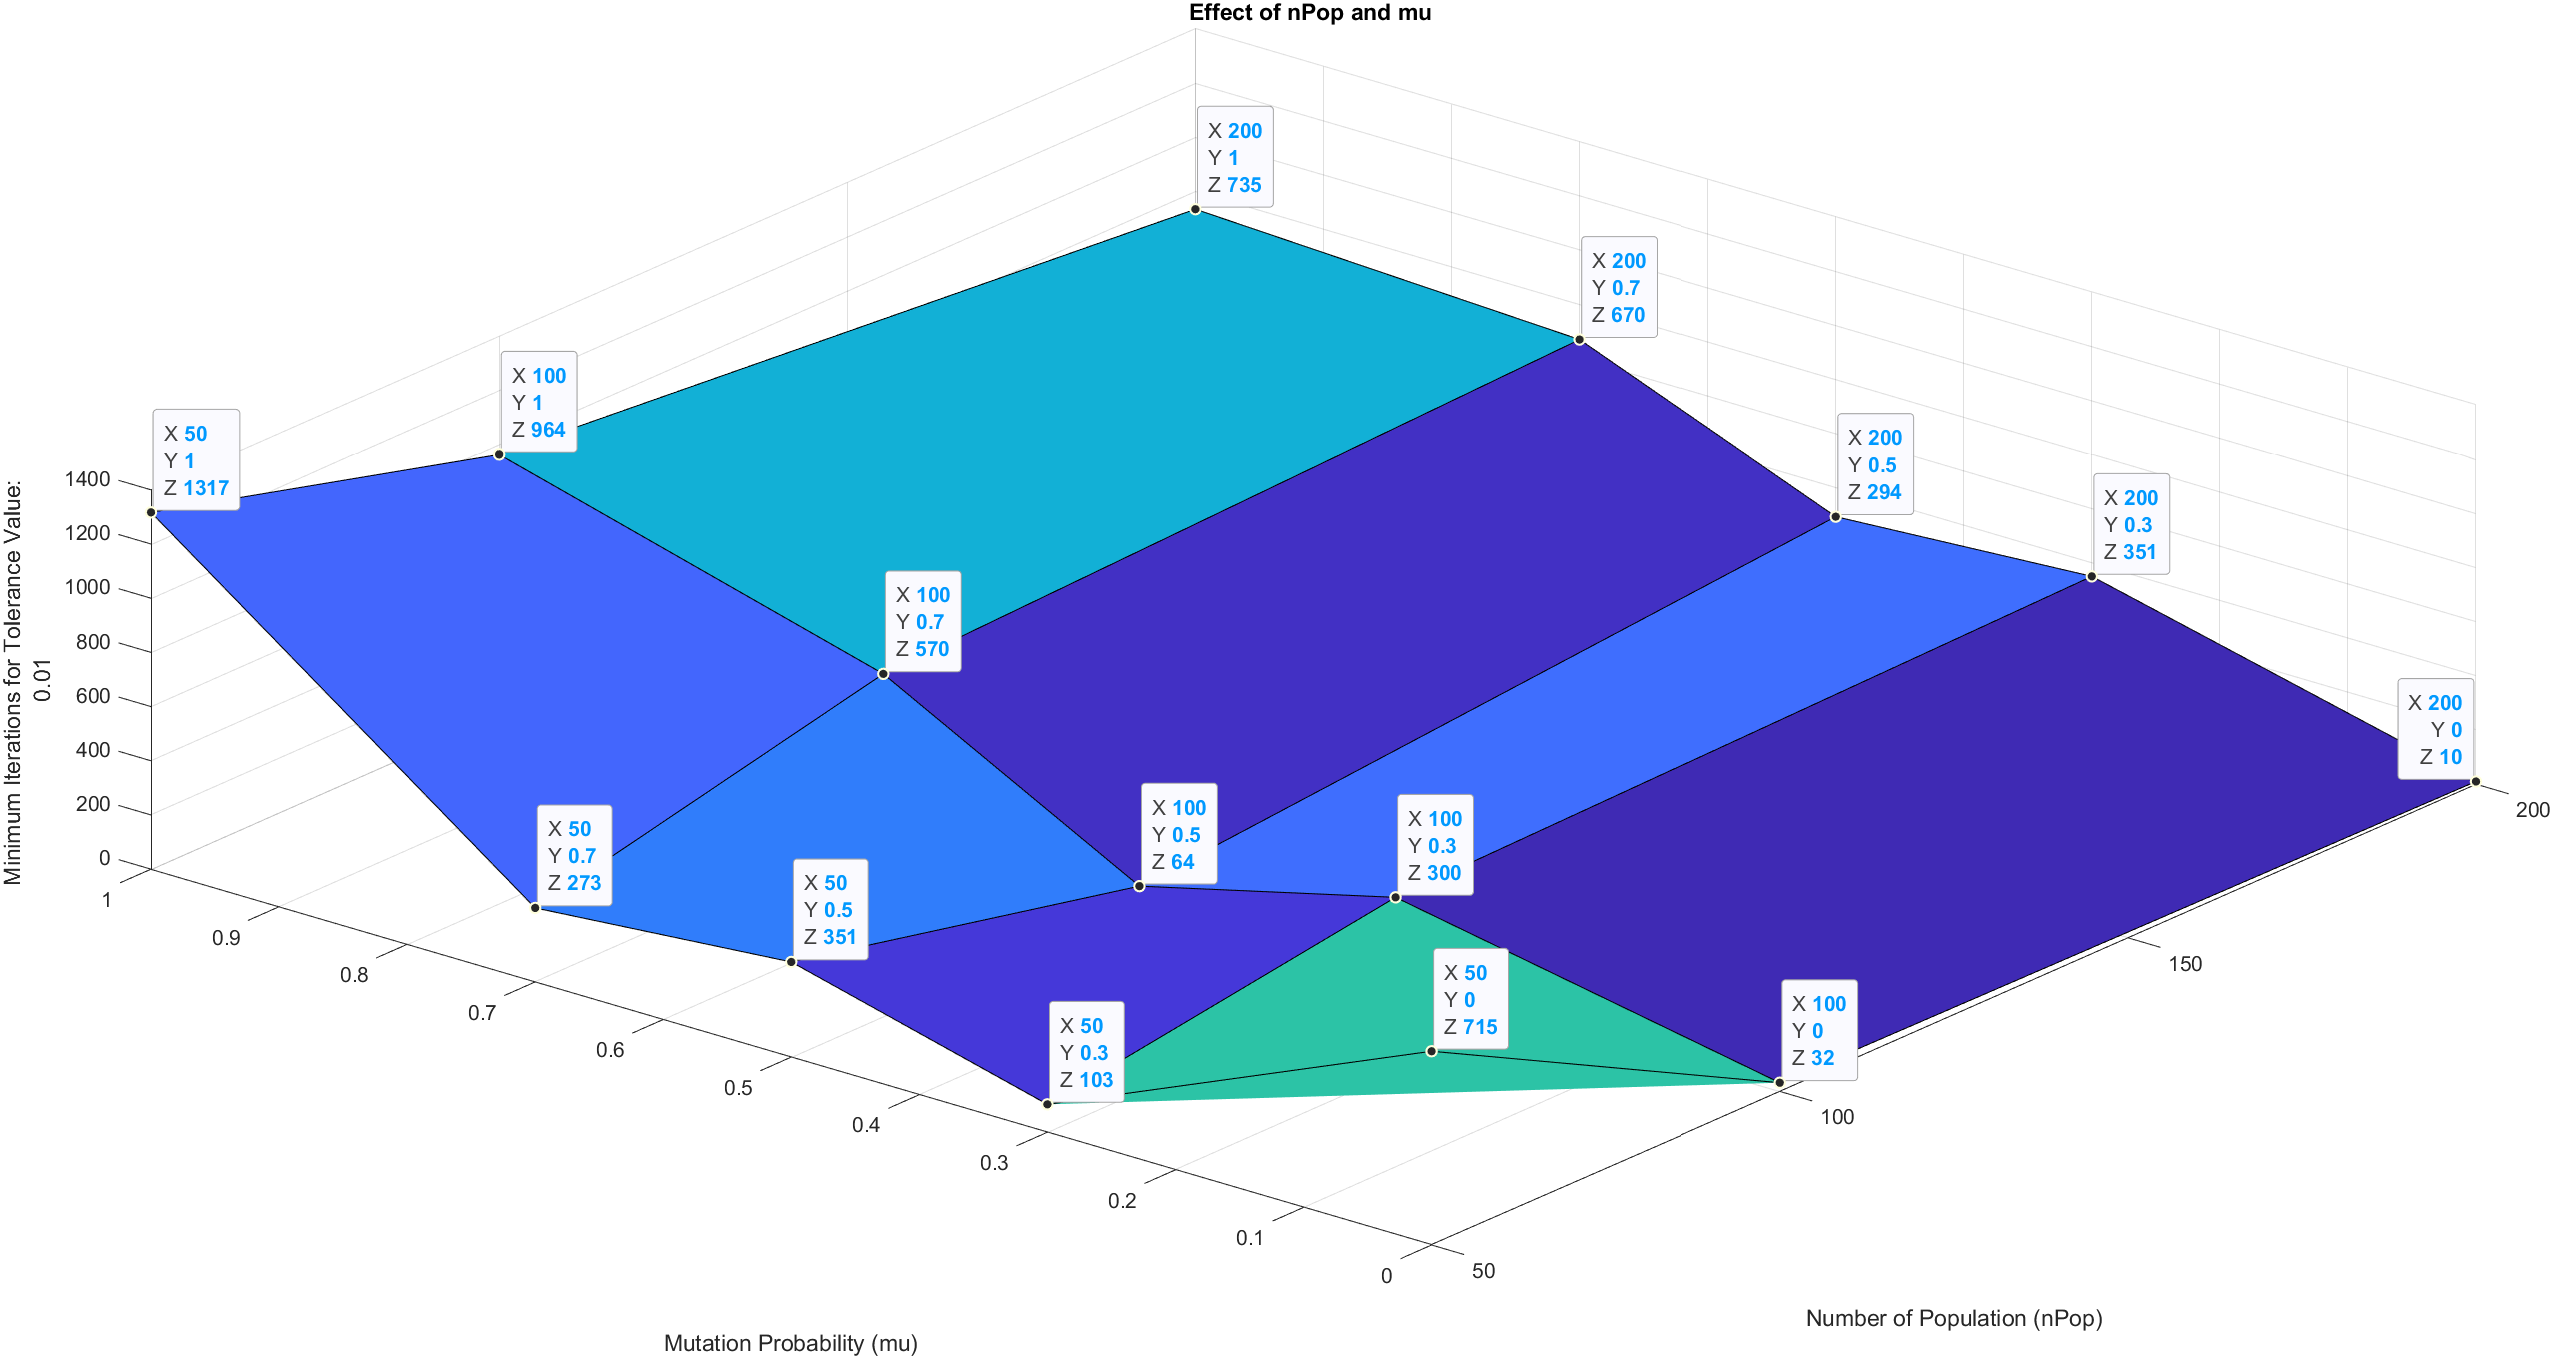 Effect of nPop and mu
X 200
Y 1
Z 735
X 200
Y 0.7
Z 670
X 100
Y 1
Z 964
X 50
Y 1
Z 1317
X 200
Y 0.5
Z 294
X 200
Y 0.3
Z 351
X 100
Y 0.7
Z 570
X 200
Y 0
Z 10
X 50
Y 0.7
Z 273
X 100
Y 0.5
Z 64
X 100
Y 0.3
Z 300
X 50
Y 0.5
Z 351
X 50
Y 0
Z 715
X 100
Y 0
Z 32
X 50
Y 0.3
Z 103
Minimum Iterations for Tolerance Value:
0.01
1400
1200
1000
800
600
400
200
0
1
0.9
0.8
0.7
0.6
0.5
0.4
0.3
0.2
0.1
0
50
100
150
200
Mutation Probability (mu)
Number of Population (nPop)